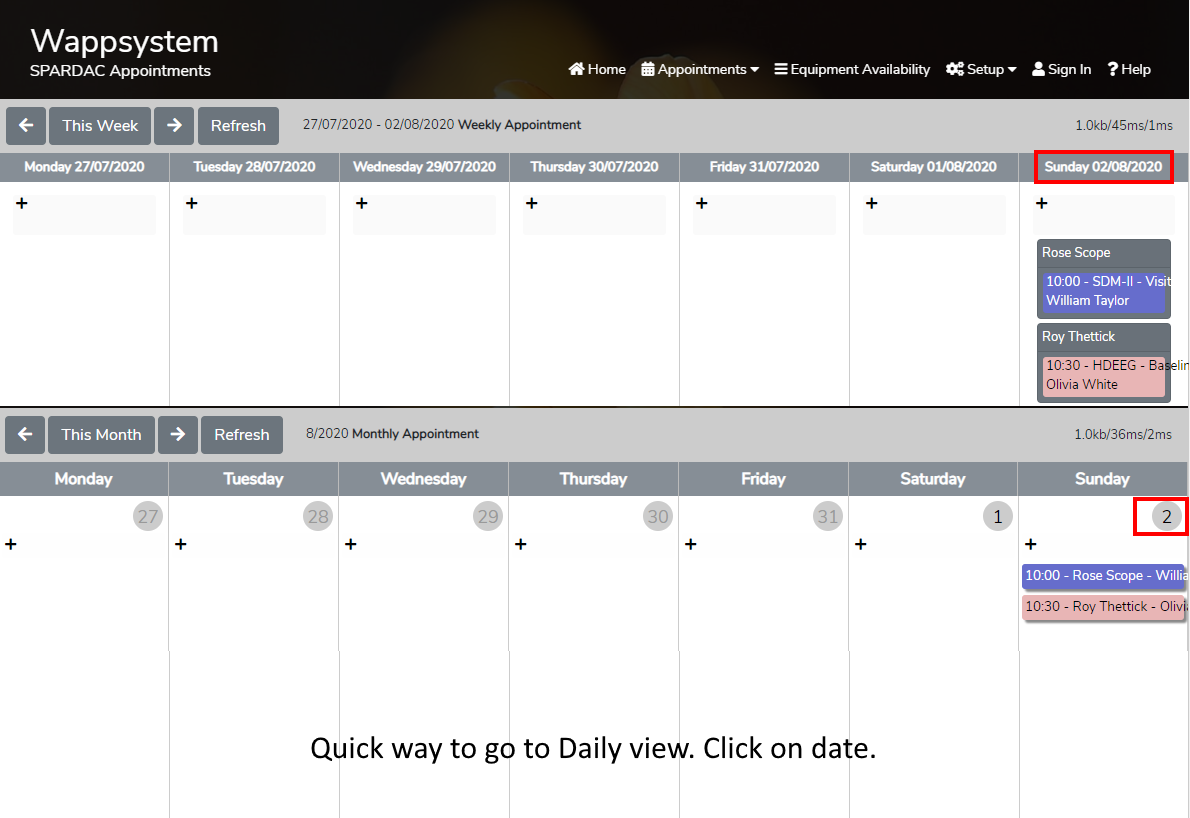 Wappsystem
SPARDAC Appointments
Home Appointments Equipment Availability Setup Sign In Help
This Week Refresh 27/07/2020 - 02/08/2020 Weekly Appointment 1.0kb/45ms/1ms
Monday 27/07/2020 Tuesday 28/07/2020 Wednesday 29/07/2020 Thursday 30/07/2020 Friday 31/07/2020 Saturday 01/08/2020 Sunday 02/08/2020
+ + + + + + +
Rose Scope
10:00 - SDM-II - Visit
William Taylor
Roy Thettick
10:30 - HDEEG - Baselin
Olivia White
This Month Refresh 8/2020 Monthly Appointment 1.0kb/36ms/2ms
Monday Tuesday Wednesday Thursday Friday Saturday Sunday
27 28 29 30 31 1 2
+ + + + + + +
10:00 - Rose Scope - Willia
10:30 - Roy Thettick - Olivi
Quick way to go to Daily view. Click on date.